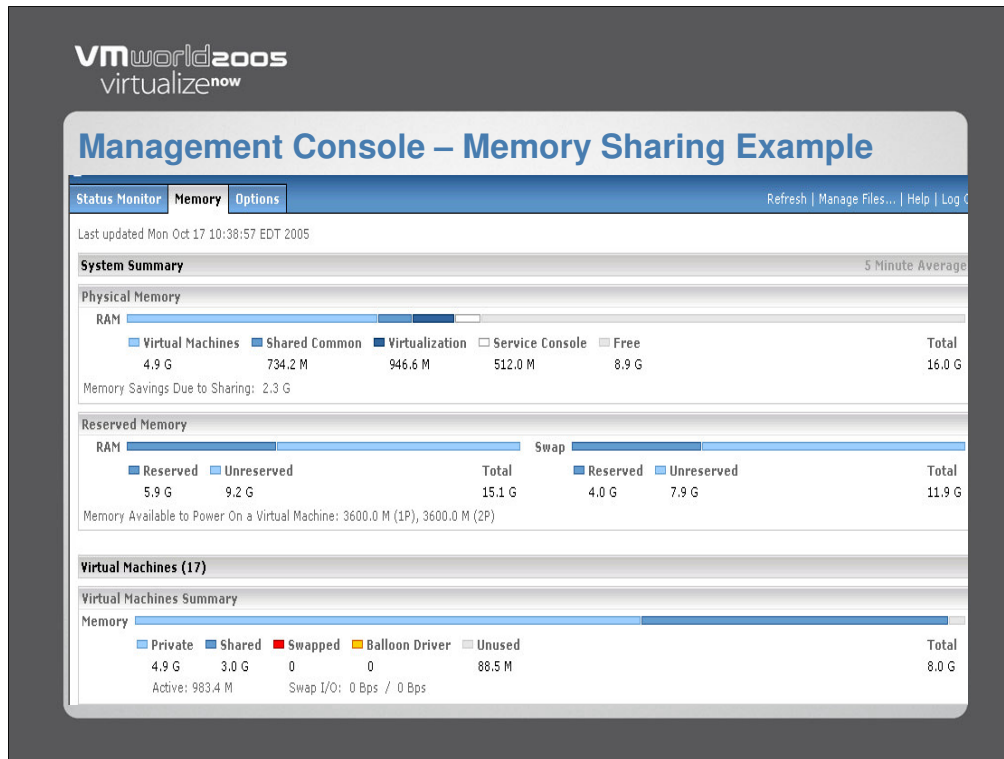 VMworld2005
virtualizenow
Management Console – Memory Sharing Example
Status Monitor Memory Options Refresh | Manage Files... | Help | Log
Last updated Mon Oct 17 10:38:57 EDT 2005
System Summary 5 Minute Average
Physical Memory
RAM
Virtual Machines Shared Common Virtualization Service Console Free Total
4.9 G 734.2 M 946.6 M 512.0 M 8.9 G 16.0 G
Memory Savings Due to Sharing: 2.3 G
Reserved Memory
RAM Swap
Reserved Unreserved Total Reserved Unreserved Total
5.9 G 9.2 G 15.1 G 4.0 G 7.9 G 11.9 G
Memory Available to Power On a Virtual Machine: 3600.0 M (1P), 3600.0 M (2P)
Virtual Machines (17)
Virtual Machines Summary
Memory
Private Shared Swapped Balloon Driver Unused Total
4.9 G 3.0 G 0 0 88.5 M 8.0 G
Active: 983.4 M Swap I/O: 0 Bps / 0 Bps